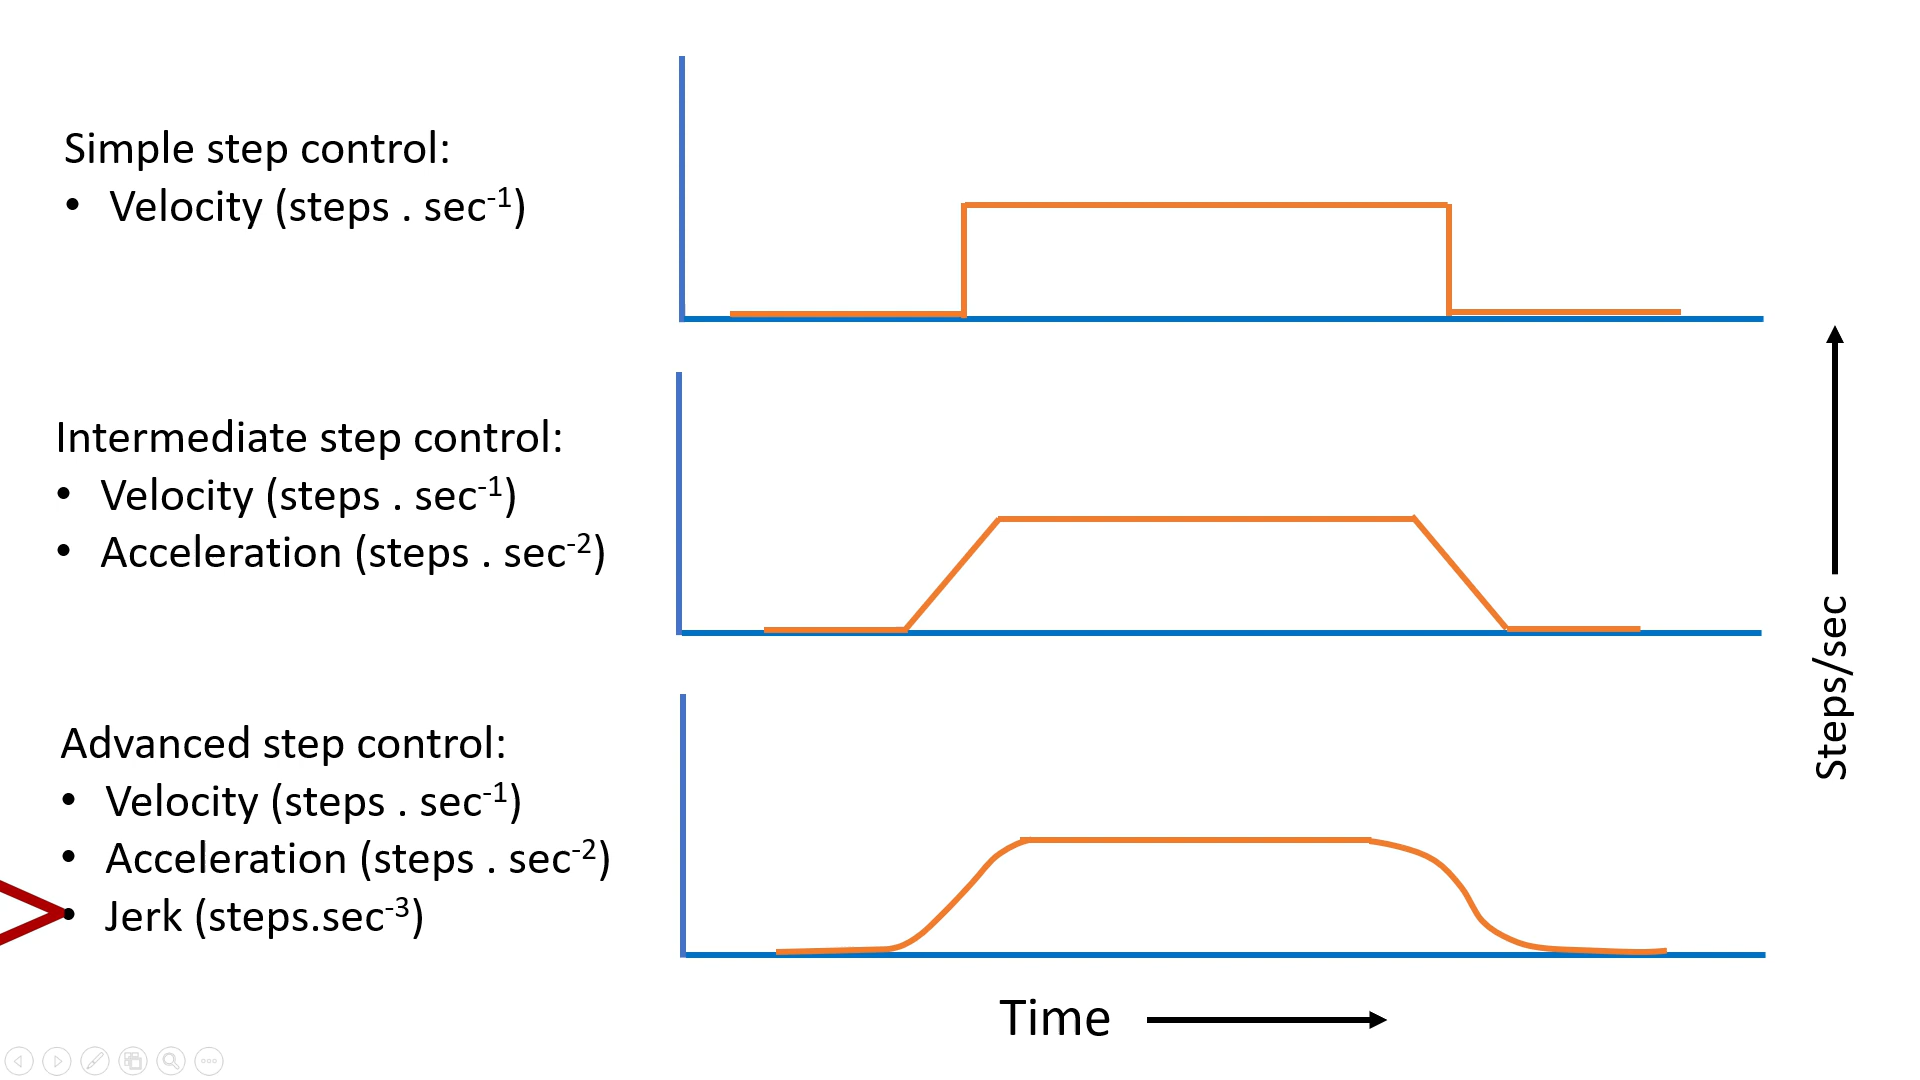 Simple step control:
• Velocity (steps . sec⁻¹)
Intermediate step control:
• Velocity (steps . sec⁻¹)
• Acceleration (steps . sec⁻²)
Advanced step control:
• Velocity (steps . sec⁻¹)
• Acceleration (steps . sec⁻²)
• Jerk (steps.sec⁻³)
Steps/sec
Time